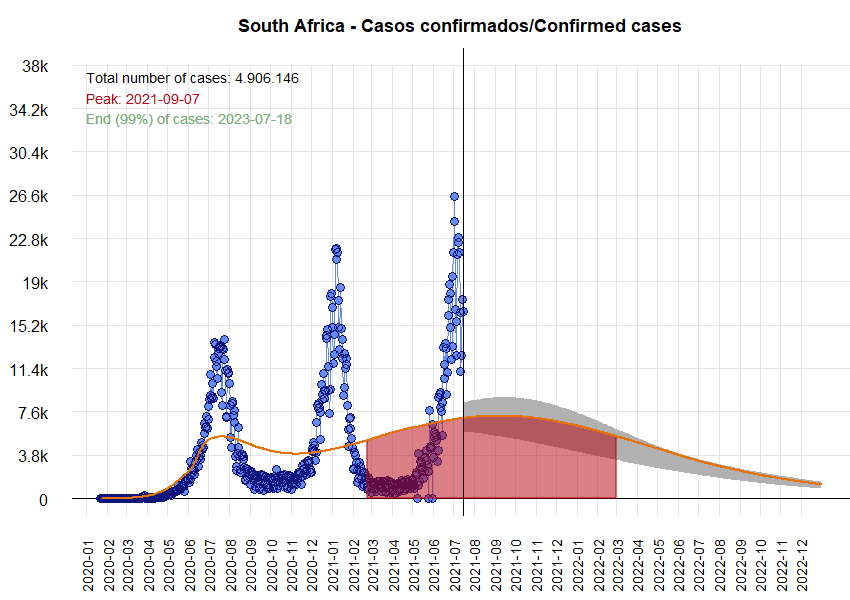 South Africa - Casos confirmados/Confirmed cases
38k
Total number of cases: 4.906.146
Peak: 2021-09-07
End (99%) of cases: 2023-07-18
34.2k
30.4k
26.6k
22.8k
19k
15.2k
11.4k
7.6k
3.8k
0
2020-01
2020-02
2020-03
2020-04
2020-05
2020-06
2020-07
2020-08
2020-09
2020-10
2020-11
2020-12
2021-01
2021-02
2021-03
2021-04
2021-05
2021-06
2021-07
2021-08
2021-09
2021-10
2021-11
2021-12
2022-01
2022-02
2022-03
2022-04
2022-05
2022-06
2022-07
2022-08
2022-09
2022-10
2022-11
2022-12